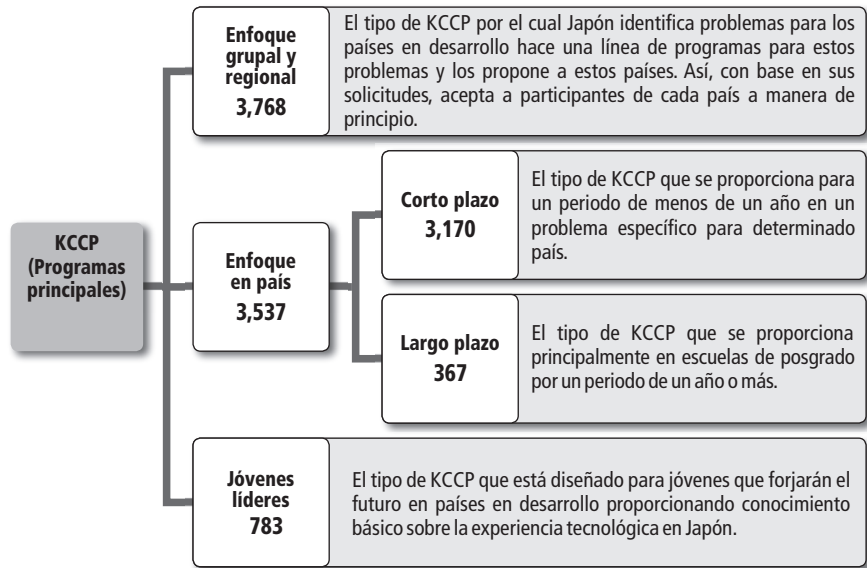 KCCP
(Programas
principales)
Enfoque
grupal y
regional
3,768
El tipo de KCCP por el cual Japón identifica problemas para los
países en desarrollo hace una línea de programas para estos
problemas y los propone a estos países. Así, con base en sus
solicitudes, acepta a participantes de cada país a manera de
principio.
Enfoque
en país
3,537
Corto plazo
3,170
El tipo de KCCP que se proporciona para
un periodo de menos de un año en un
problema específico para determinado
país.
Largo plazo
367
El tipo de KCCP que se proporciona
principalmente en escuelas de posgrado
por un periodo de un año o más.
Jóvenes
líderes
783
El tipo de KCCP que está diseñado para jóvenes que forjarán el
futuro en países en desarrollo proporcionando conocimiento
básico sobre la experiencia tecnológica en Japón.